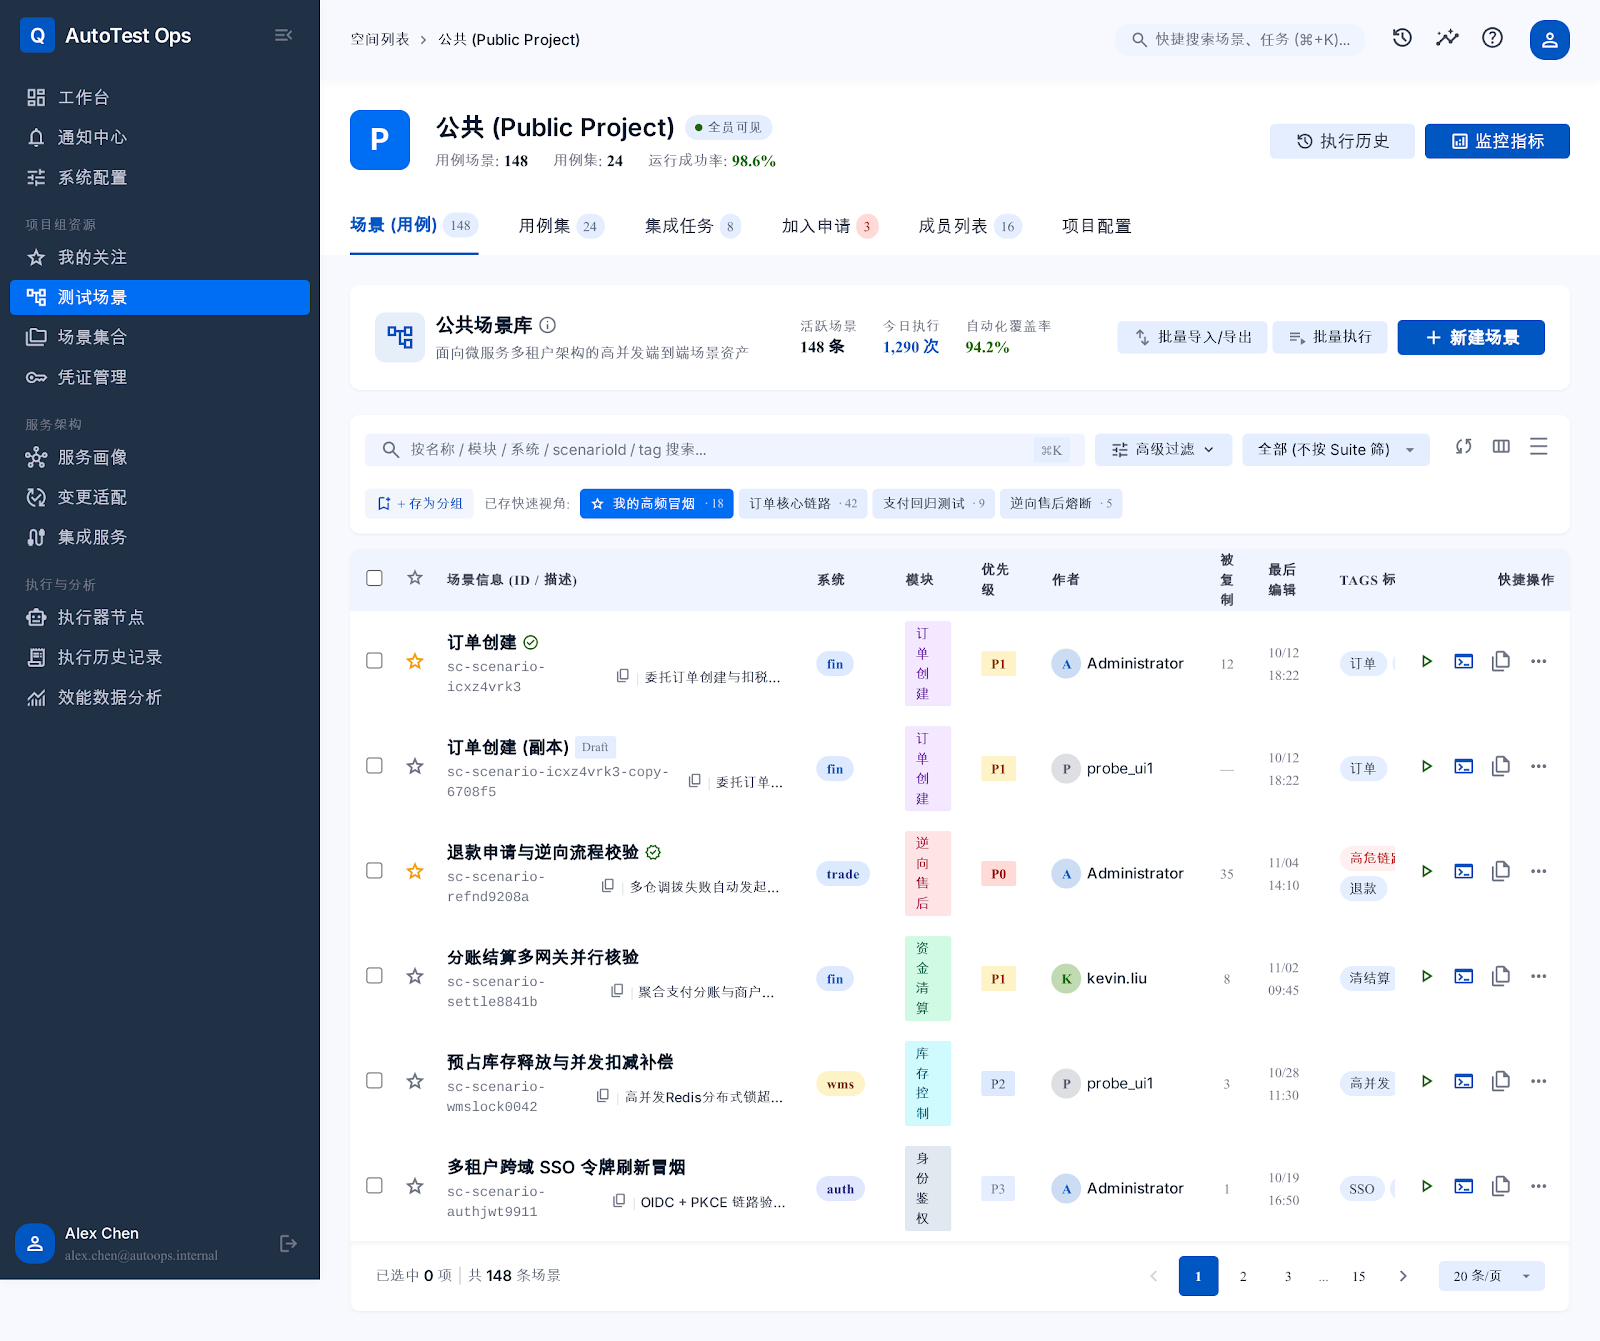 Q AutoTest Ops
工作台
通知中心
系统配置
项目组资源
我的关注
测试场景
场景集合
凭证管理
服务架构
服务画像
变更适配
集成服务
执行与分析
执行器节点
执行历史记录
效能数据分析
Alex Chen
alex.chen@autoops.internal
空间列表 › 公共 (Public Project)
快捷搜索场景、任务 (⌘+K)...
P
公共 (Public Project) 全员可见
用例场景: 148 用例集: 24 运行成功率: 98.6%
执行历史 监控指标
场景 (用例) 148 用例集 24 集成任务 8 加入申请 3 成员列表 16 项目配置
公共场景库
面向微服务多租户架构的高并发端到端场景资产
活跃场景 今日执行 自动化覆盖率
148 条 1,290 次 94.2%
批量导入/导出 批量执行 + 新建场景
按名称 / 模块 / 系统 / scenarioId / tag 搜索... ⌘K
高级过滤 全部 (不按 Suite 筛)
+ 存为分组 已存快速视角: 我的高频冒烟 · 18 订单核心链路 · 42 支付回归测试 · 9 逆向售后熔断 · 5
场景信息 (ID / 描述) 系统 模块 优先级 作者 被复制 最后编辑 TAGS 标 快捷操作
订单创建
sc-scenario-icxz4vrk3 委托订单创建与扣税... fin 订单创建 P1 A Administrator 12 10/12 18:22 订单
订单创建 (副本) Draft
sc-scenario-icxz4vrk3-copy-6708f5 委托订单... fin 订单创建 P1 P probe_ui1 — 10/12 18:22 订单
退款申请与逆向流程校验
sc-scenario-refnd9208a 多仓调拨失败自动发起... trade 逆向售后 P0 A Administrator 35 11/04 14:10 高危链路 退款
分账结算多网关并行核验
sc-scenario-settle8841b 聚合支付分账与商户... fin 资金清算 P1 K kevin.liu 8 11/02 09:45 清结算
预占库存释放与并发扣减补偿
sc-scenario-wmslock0042 高并发Redis分布式锁超... wms 库存控制 P2 P probe_ui1 3 10/28 11:30 高并发
多租户跨域 SSO 令牌刷新冒烟
sc-scenario-authjwt9911 OIDC + PKCE 链路验... auth 身份鉴权 P3 A Administrator 1 10/19 16:50 SSO
已选中 0 项 共 148 条场景
1 2 3 ... 15 20 条/页